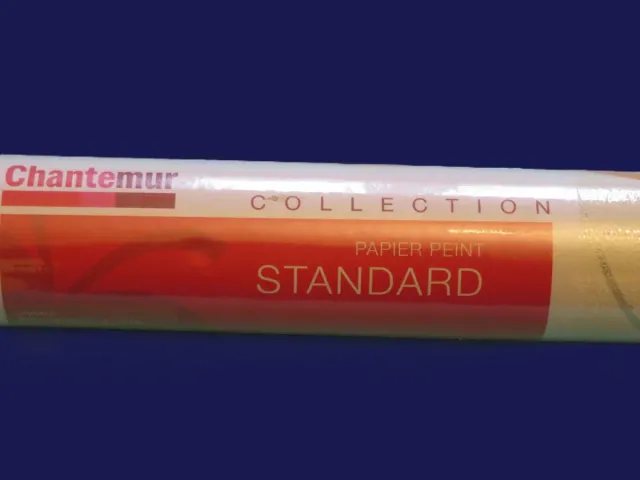 Chantemur
COLLECTION
PAPIER PEINT
STANDARD